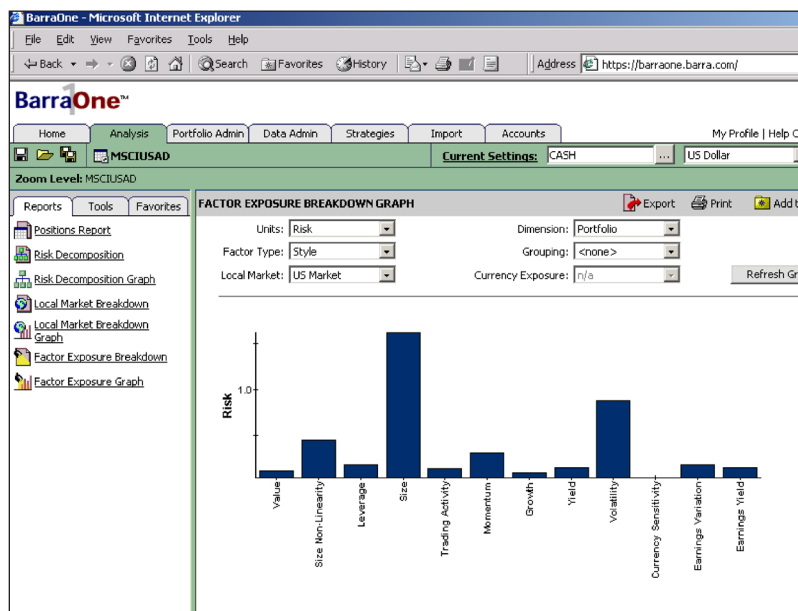 BarraOne - Microsoft Internet Explorer
File Edit View Favorites Tools Help
Back Search Favorites History Address https://barraone.barra.com/
BarraOne™
Home Analysis Portfolio Admin Data Admin Strategies Import Accounts My Profile | Help
MSCIUSAD Current Settings: CASH ... US Dollar
Zoom Level: MSCIUSAD
Reports Tools Favorites
FACTOR EXPOSURE BREAKDOWN GRAPH Export Print Add
Positions Report
Risk Decomposition
Risk Decomposition Graph
Local Market Breakdown
Local Market Breakdown
Graph
Factor Exposure Breakdown
Factor Exposure Graph
Units: Risk Dimension: Portfolio
Factor Type: Style Grouping: <none>
Local Market: US Market Currency Exposure: n/a Refresh Gr
Risk
1.0
Value
Size Non-Linearity
Leverage
Size
Trading Activity
Momentum
Growth
Yield
Volatility
Currency Sensitivity
Earnings Variation
Earnings Yield